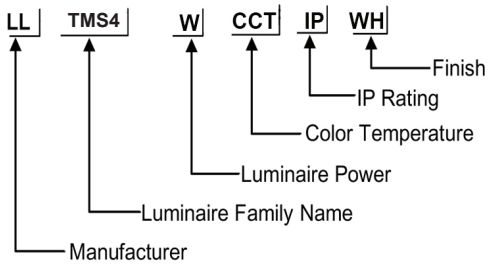 LL TMS4 W CCT IP WH
Finish
IP Rating
Color Temperature
Luminaire Power
Luminaire Family Name
Manufacturer